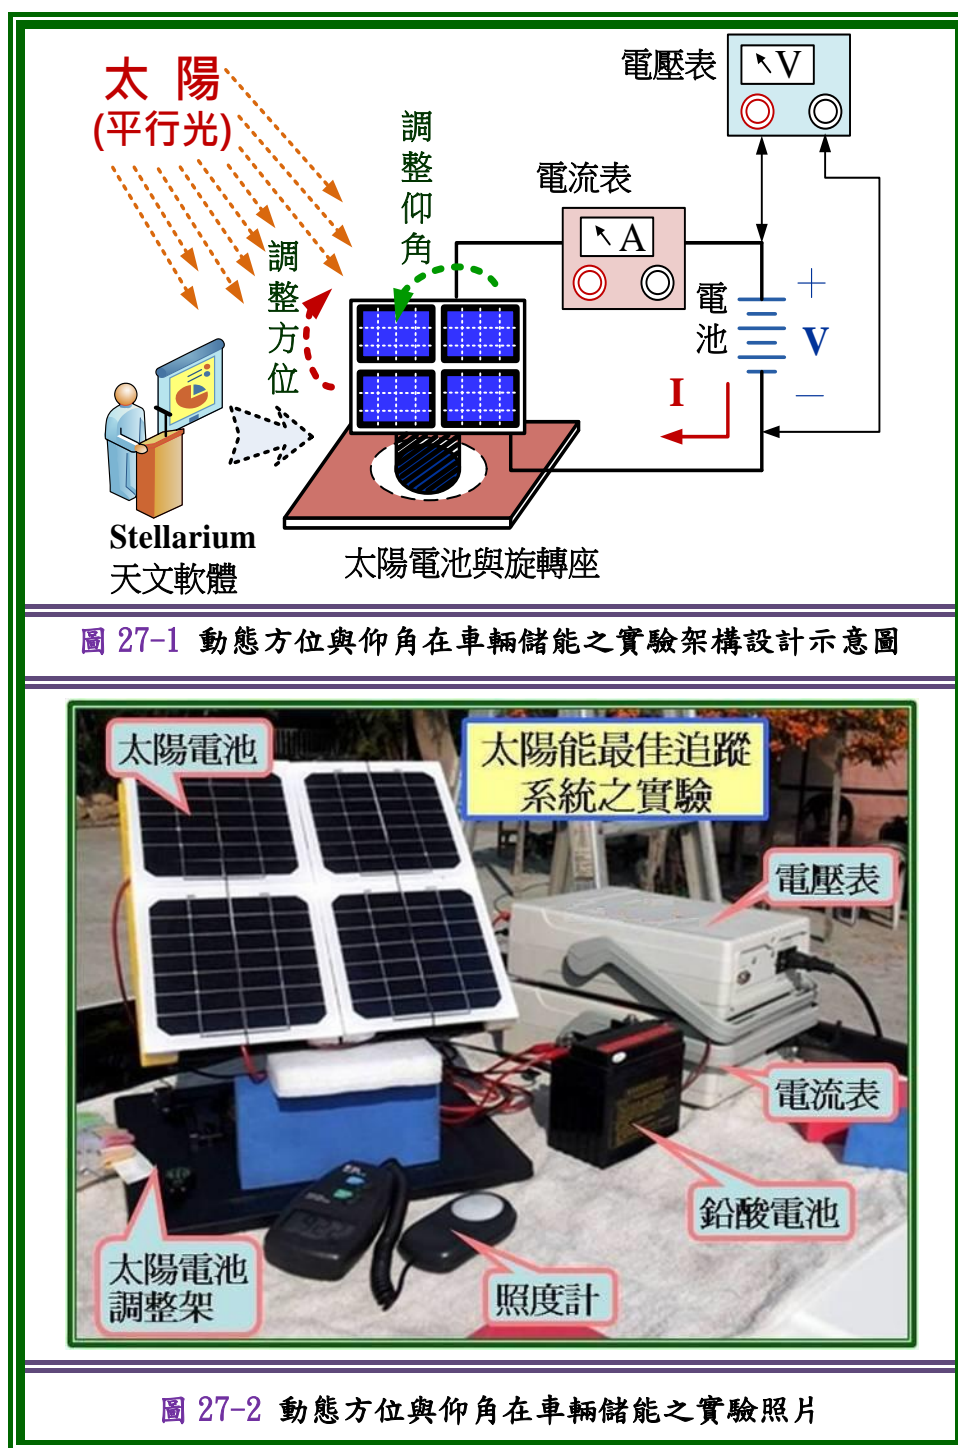 太 陽
(平行光)
調整仰角
電壓表
V
電流表
A
調整方位
電池
+
V
−
I
Stellarium
天文軟體
太陽電池與旋轉座
圖 27-1 動態方位與仰角在車輛儲能之實驗架構設計示意圖
太陽電池
太陽能最佳追蹤
系統之實驗
電壓表
電流表
鉛酸電池
照度計
太陽電池
調整架
圖 27-2 動態方位與仰角在車輛儲能之實驗照片